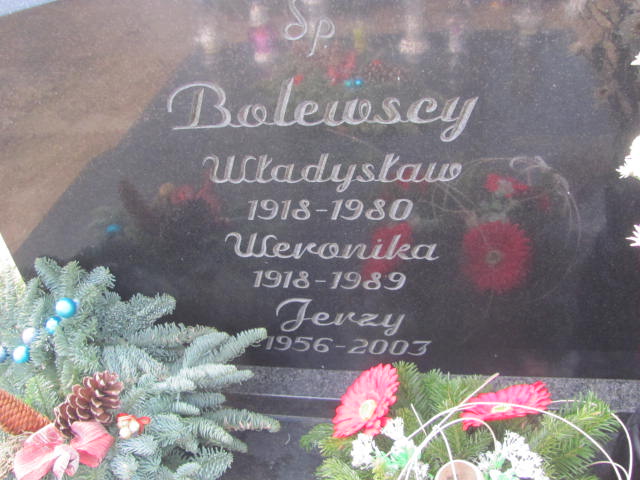 Śp
Bolewscy
Władysław
1918-1980
Weronika
1918-1989
Jerzy
1956-2003